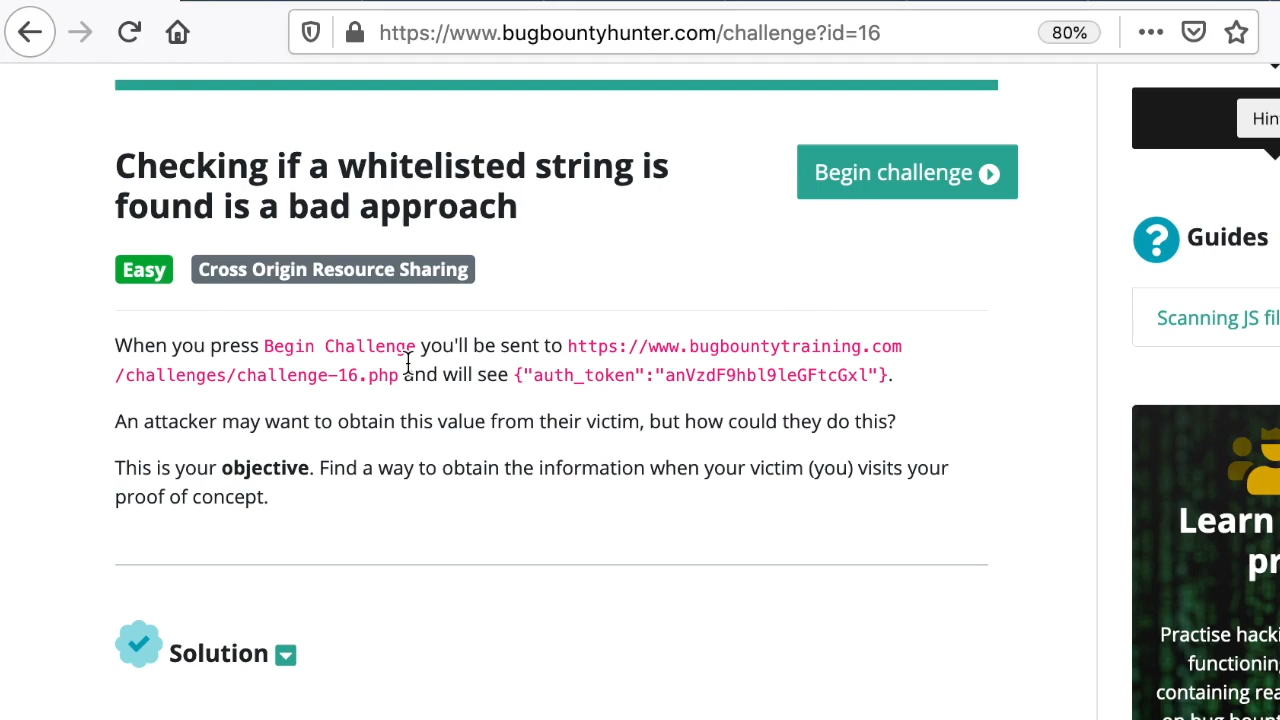 https://www.bugbountyhunter.com/challenge?id=16
80%
Checking if a whitelisted string is
found is a bad approach
Begin challenge
Hin
Easy
Cross Origin Resource Sharing
Guides
When you press Begin Challenge you'll be sent to https://www.bugbountytraining.com
/challenges/challenge-16.php and will see {"auth_token":"anVzdF9hbl9leGFtcGxl"}.
Scanning JS fil
An attacker may want to obtain this value from their victim, but how could they do this?
This is your objective. Find a way to obtain the information when your victim (you) visits your
proof of concept.
Learn
pr
Solution
Practise hacki
functioning
containing rea
on bug bount